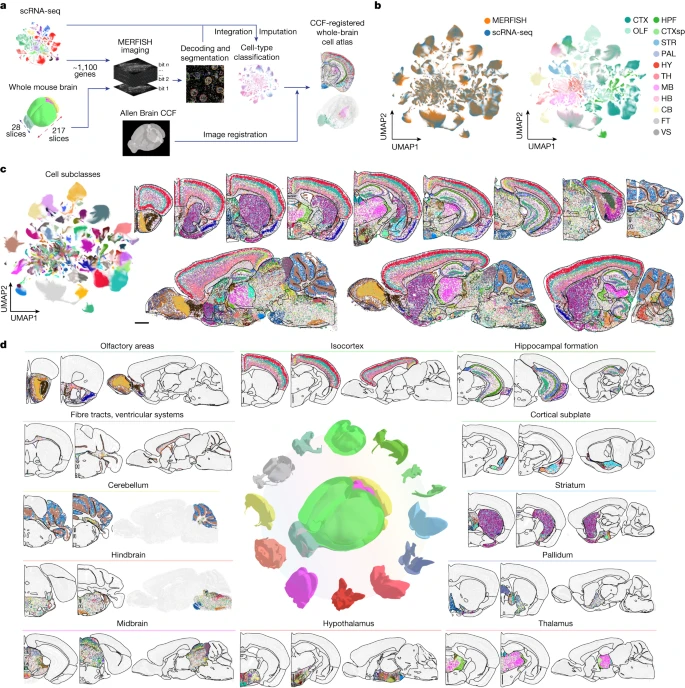 a
scRNA-seq
Integration
Imputation
MERFISH
imaging
Decoding and
segmentation
Cell-type
classification
CCF-registered
whole-brain
cell atlas
~1,100
genes
bit n
bit 2
bit 1
Whole mouse brain
28
slices
217
slices
Allen Brain CCF
Image registration
b
MERFISH
scRNA-seq
UMAP2
UMAP1
CTX
OLF
HPF
CTXsp
STR
PAL
HY
TH
MB
HB
CB
FT
VS
c
Cell subclasses
UMAP2
UMAP1
d
Olfactory areas
Isocortex
Hippocampal formation
Fibre tracts, ventricular systems
Cortical subplate
Cerebellum
Striatum
Hindbrain
Pallidum
Midbrain
Hypothalamus
Thalamus